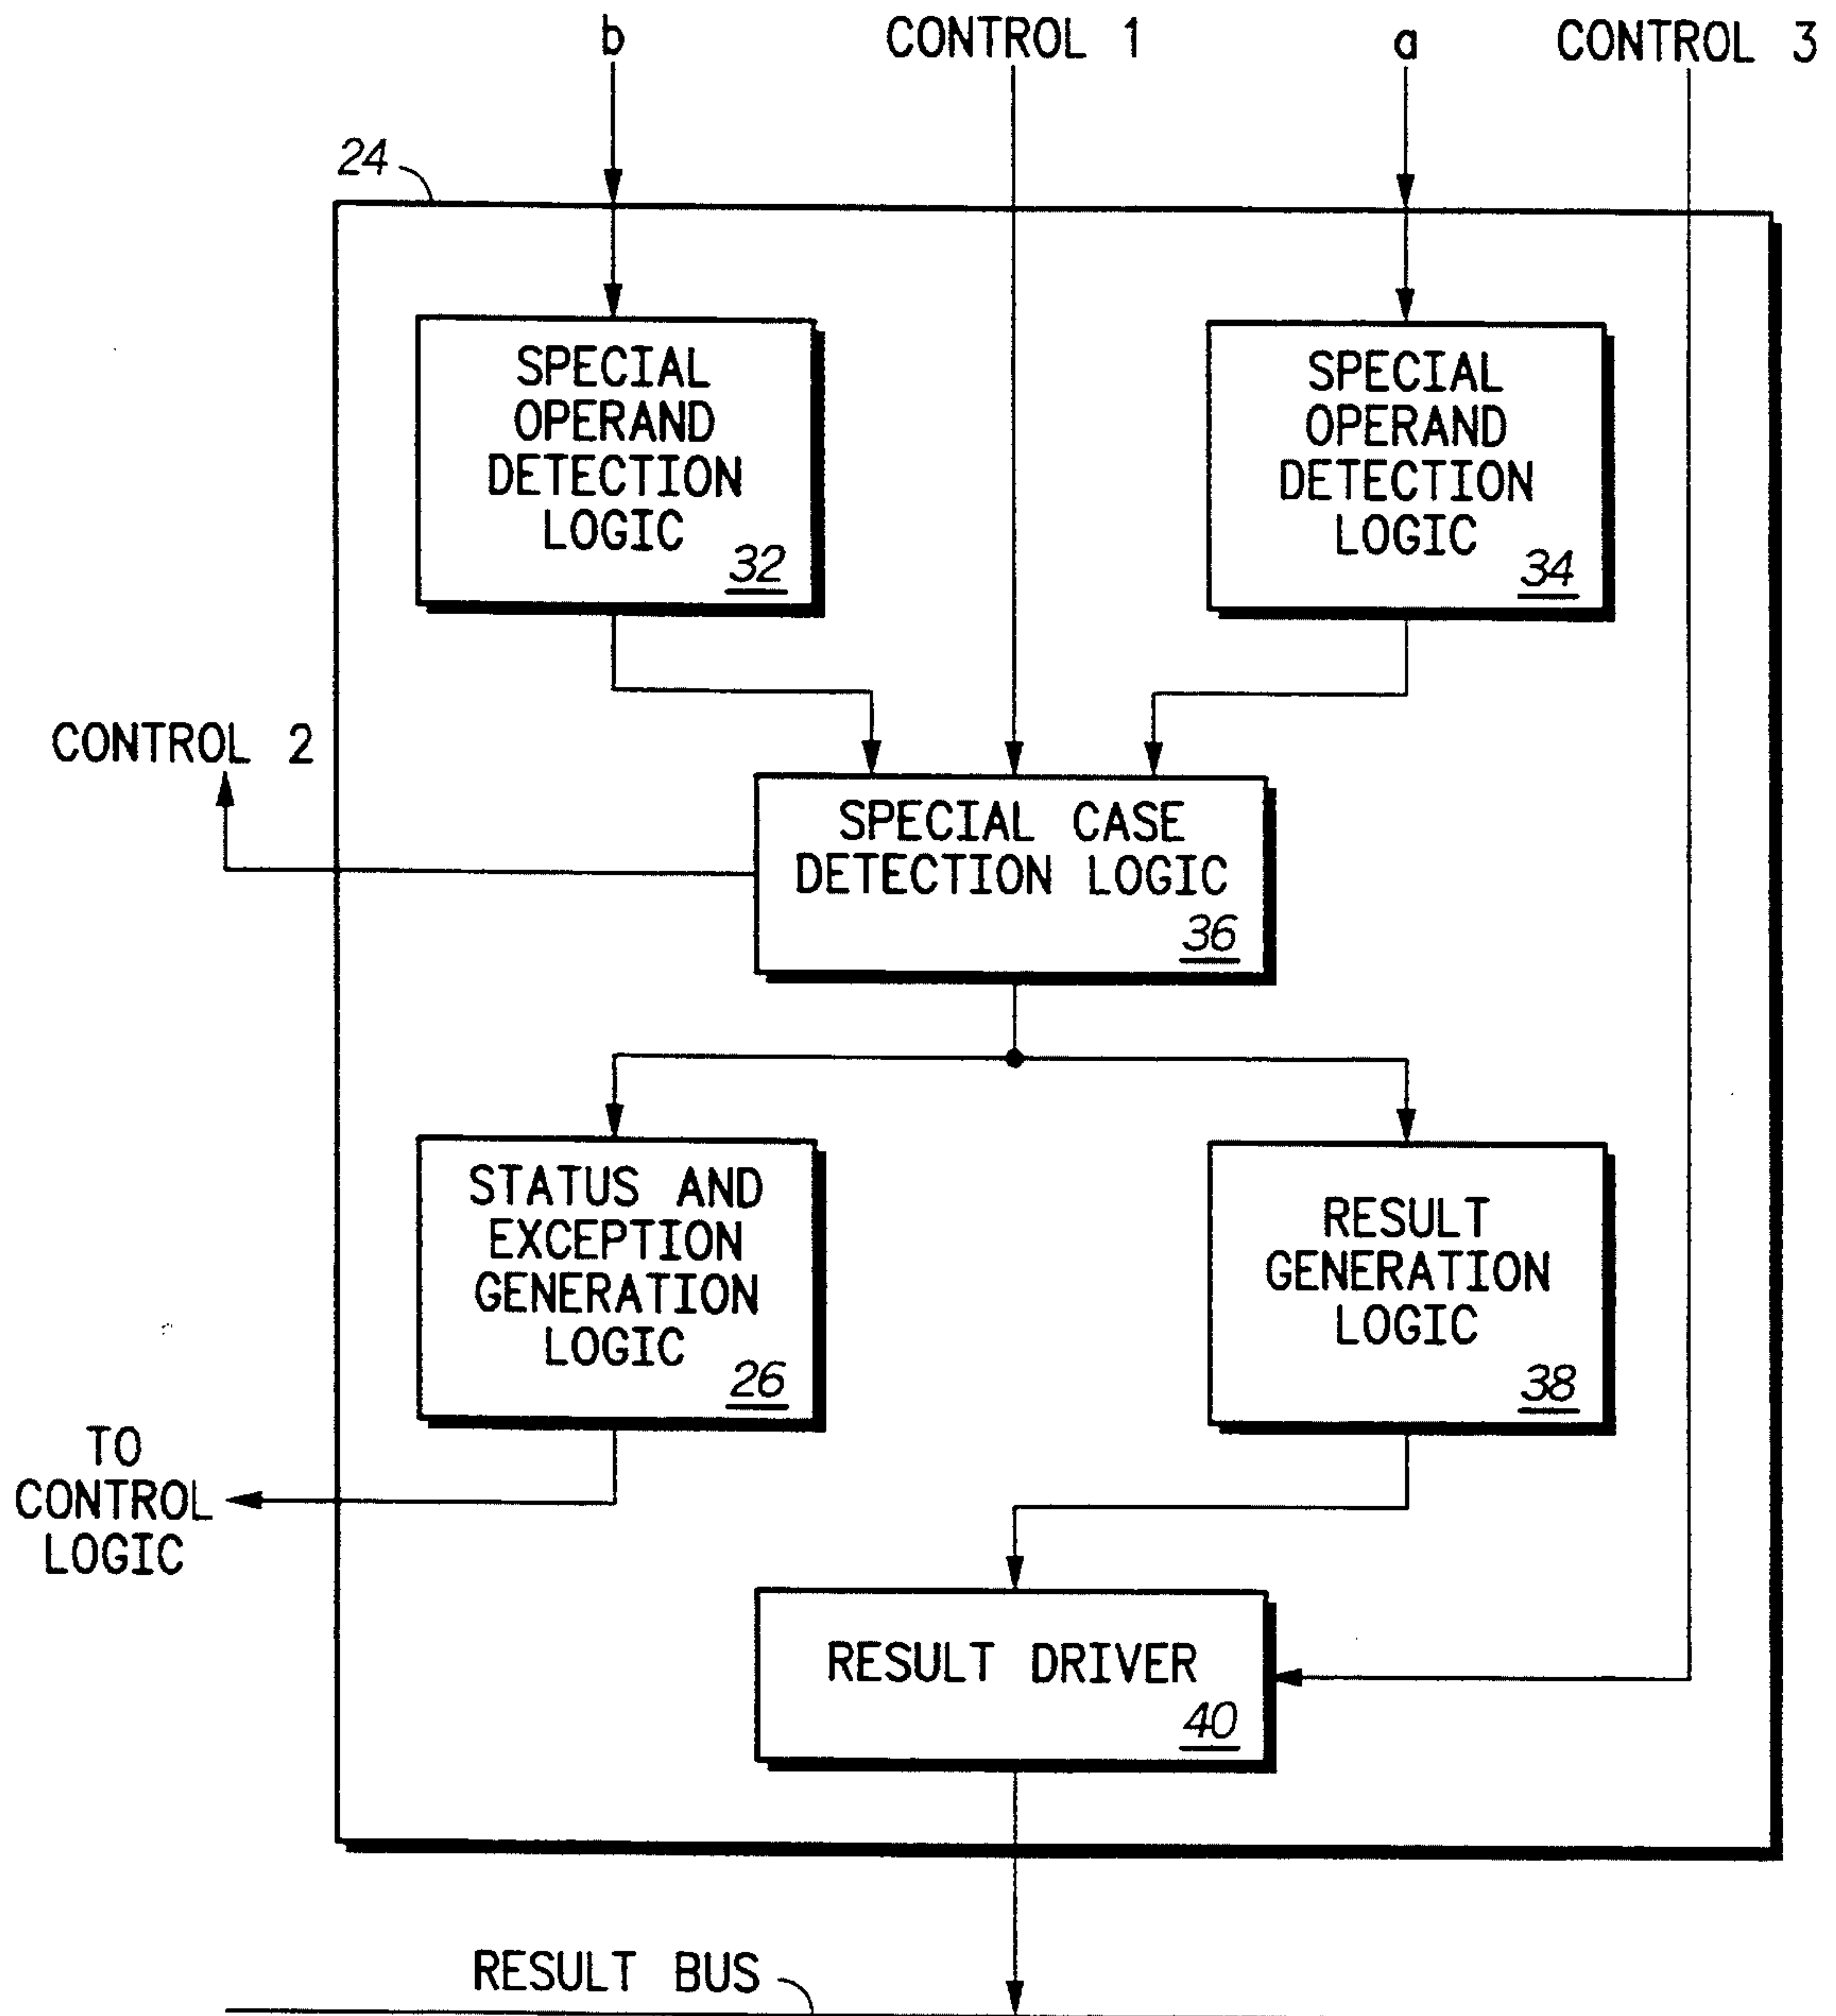 b
CONTROL 1
a
CONTROL 3
24
SPECIAL
OPERAND
DETECTION
LOGIC
32
SPECIAL
OPERAND
DETECTION
LOGIC
34
CONTROL 2
SPECIAL CASE
DETECTION LOGIC
36
STATUS AND
EXCEPTION
GENERATION
LOGIC
26
RESULT
GENERATION
LOGIC
38
TO
CONTROL
LOGIC
RESULT DRIVER
40
RESULT BUS